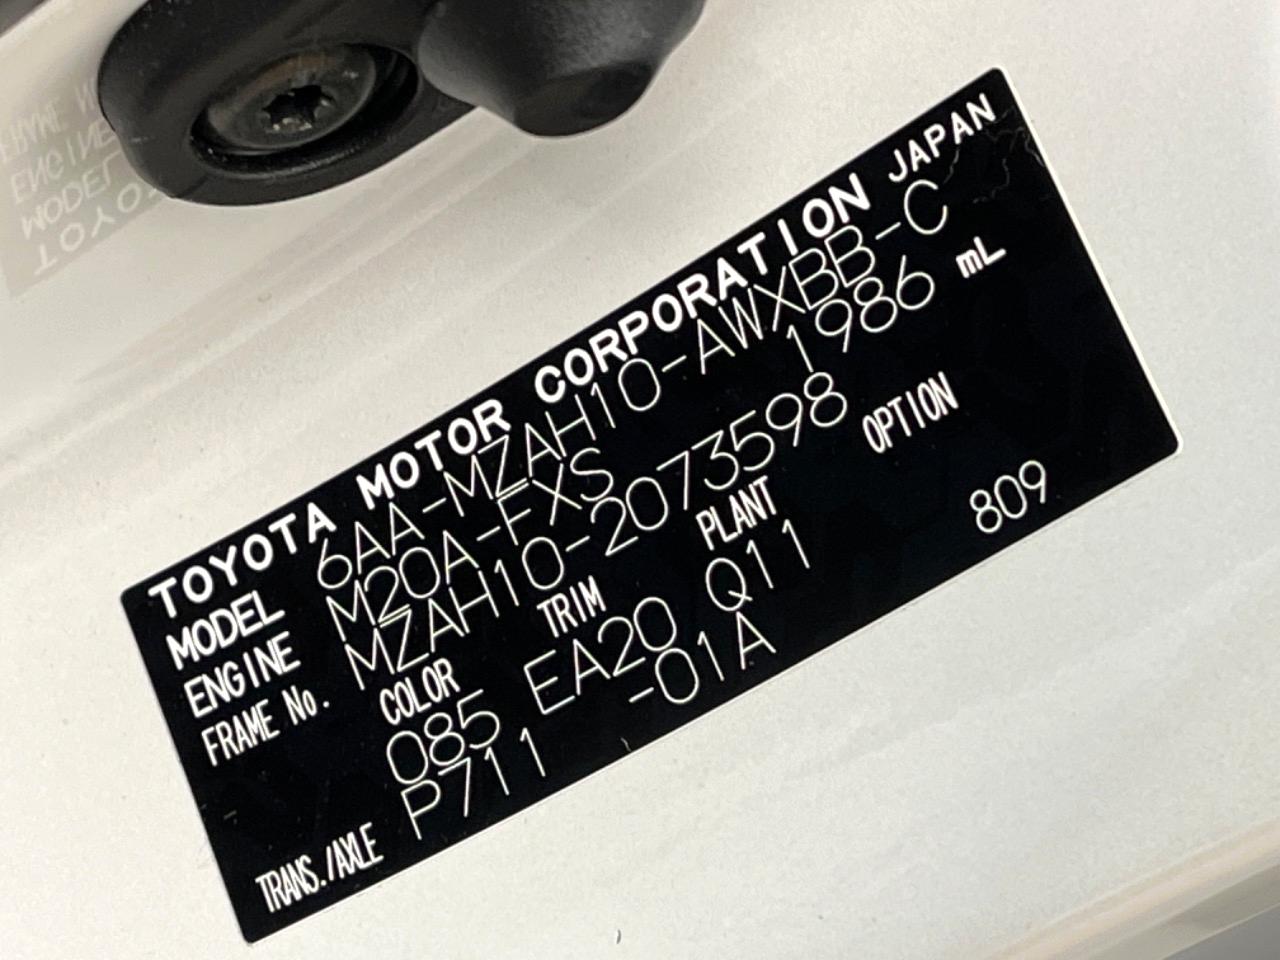 TOYOTA MOTOR CORPORATION JAPAN
MODEL 6AA-MZAH10-AWXBB-C
ENGINE M20A-FXS 1986 mL
FRAME No. MZAH10-2073598
COLOR TRIM PLANT OPTION
085 EA20 Q11 809
TRANS./AXLE P711 -01A